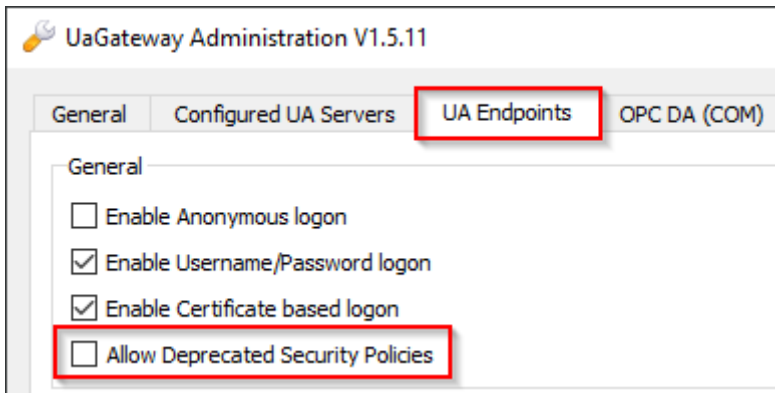 UaGateway Administration V1.5.11
General Configured UA Servers UA Endpoints OPC DA (COM)
General
Enable Anonymous logon
Enable Username/Password logon
Enable Certificate based logon
Allow Deprecated Security Policies